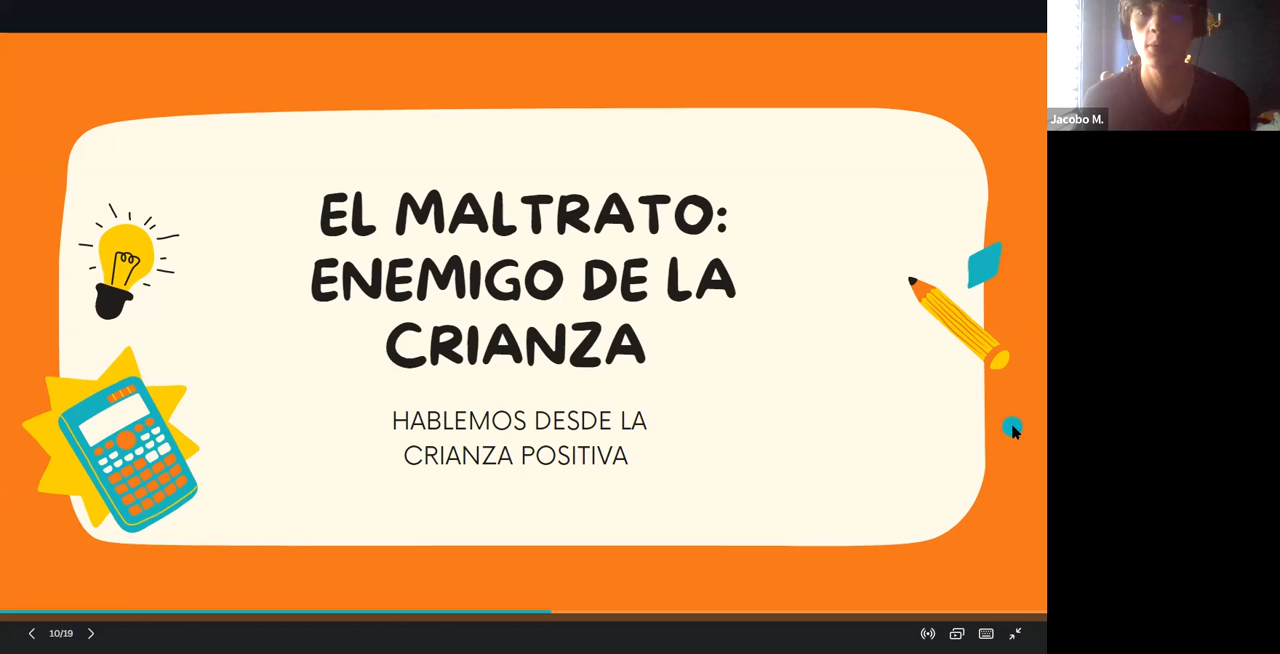 EL MALTRATO:
ENEMIGO DE LA
CRIANZA
HABLEMOS DESDE LA
CRIANZA POSITIVA
Jacobo M.
10/19